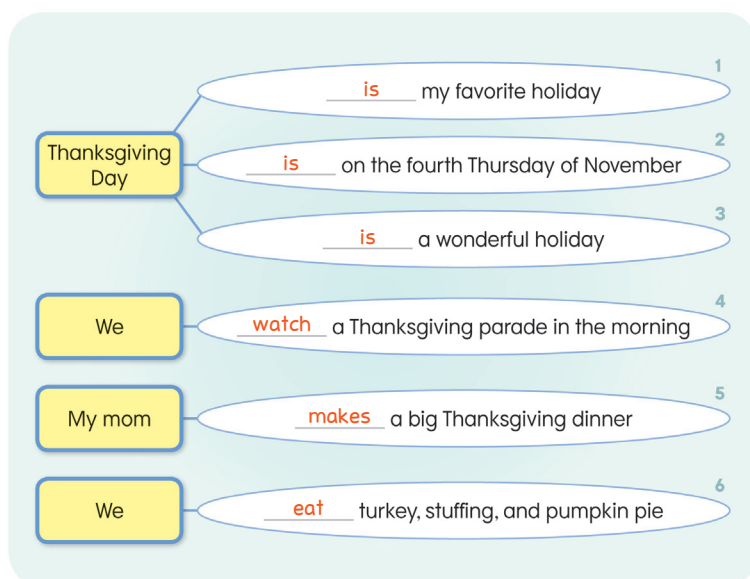 1
is my favorite holiday
Thanksgiving
Day
2
is on the fourth Thursday of November
3
is a wonderful holiday
4
We
watch a Thanksgiving parade in the morning
5
My mom
makes a big Thanksgiving dinner
6
We
eat turkey, stuffing, and pumpkin pie